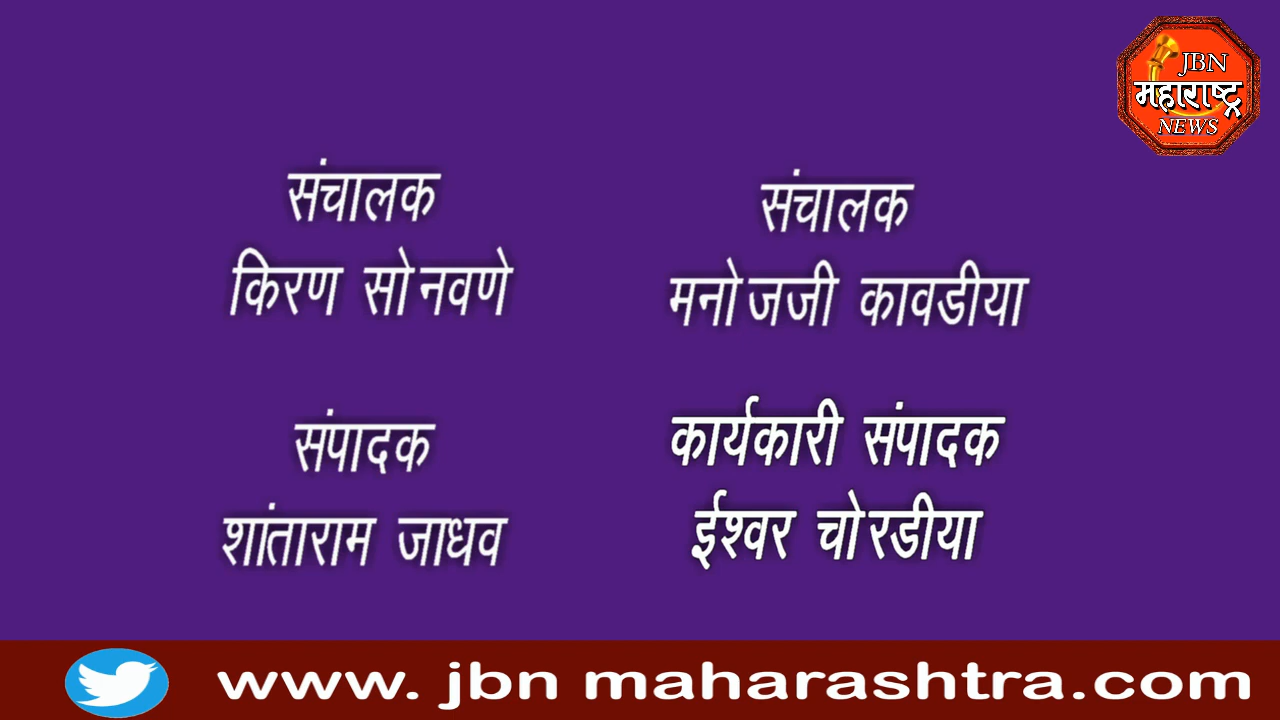 JBN
महाराष्ट्र
NEWS
संचालक
किरण सोनवणे
संचालक
मनोजजी कावडीया
संपादक
शांताराम जाधव
कार्यकारी संपादक
ईश्वर चोरडीया
www. jbn maharashtra.com